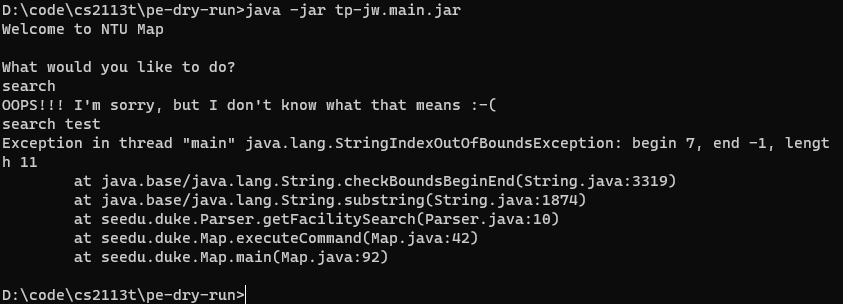 D:\code\cs2113t\pe-dry-run>java -jar tp-jw.main.jar
Welcome to NTU Map
What would you like to do?
search
OOPS!!! I'm sorry, but I don't know what that means :-(
search test
Exception in thread "main" java.lang.StringIndexOutOfBoundsException: begin 7, end -1, lengt
h 11
        at java.base/java.lang.String.checkBoundsBeginEnd(String.java:3319)
        at java.base/java.lang.String.substring(String.java:1874)
        at seedu.duke.Parser.getFacilitySearch(Parser.java:10)
        at seedu.duke.Map.executeCommand(Map.java:42)
        at seedu.duke.Map.main(Map.java:92)
D:\code\cs2113t\pe-dry-run>